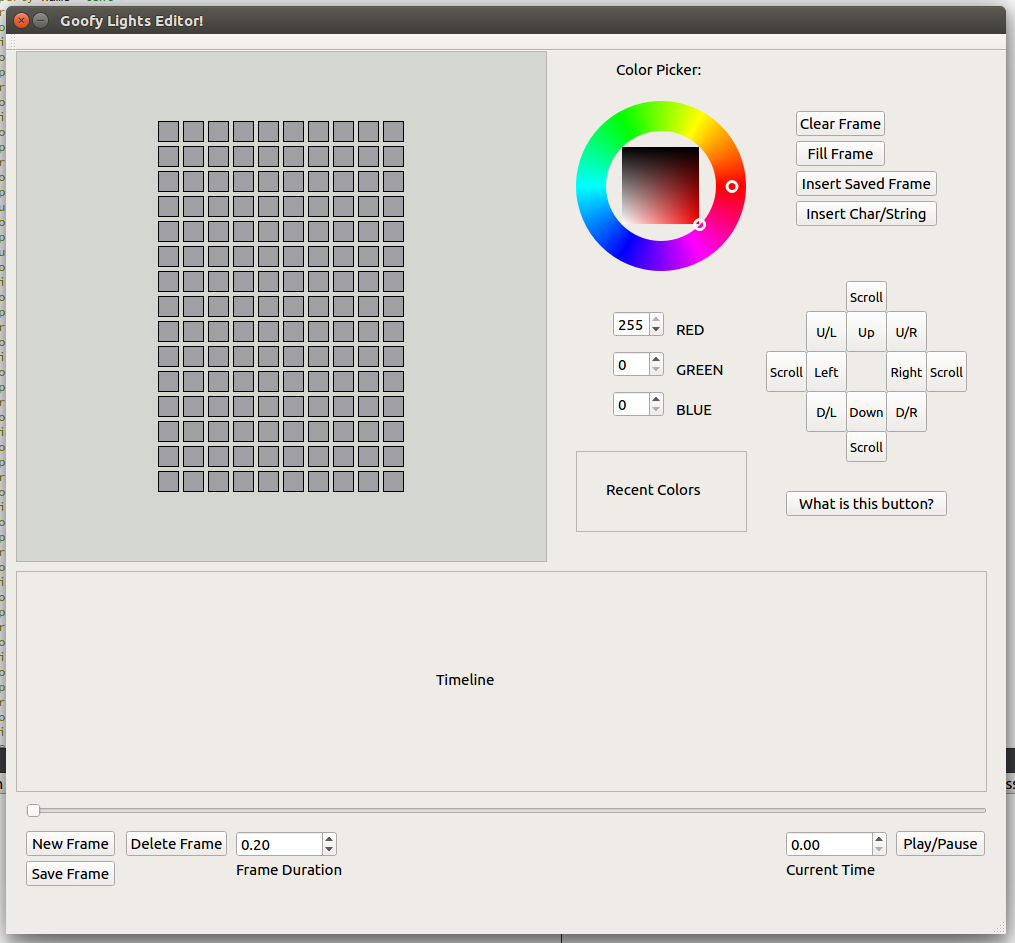 Goofy Lights Editor!
Color Picker:
Clear Frame
Fill Frame
Insert Saved Frame
Insert Char/String
255 RED
0 GREEN
0 BLUE
Scroll
U/L Up U/R
Scroll Left Right Scroll
D/L Down D/R
Scroll
Recent Colors
What is this button?
Timeline
New Frame Delete Frame 0.20 0.00 Play/Pause
Save Frame Frame Duration Current Time